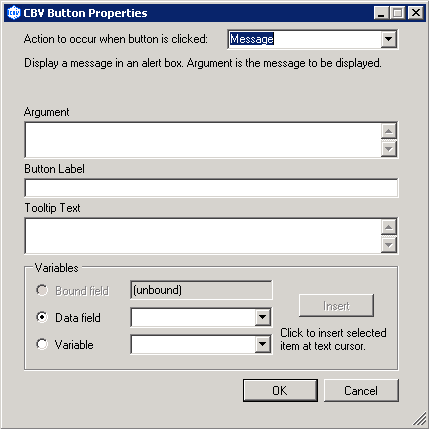 CBV Button Properties
Action to occur when button is clicked: Message
Display a message in an alert box. Argument is the message to be displayed.
Argument
Button Label
Tooltip Text
Variables
Bound field (unbound)
Insert
Data field
Click to insert selected
Variable
item at text cursor.
OK Cancel